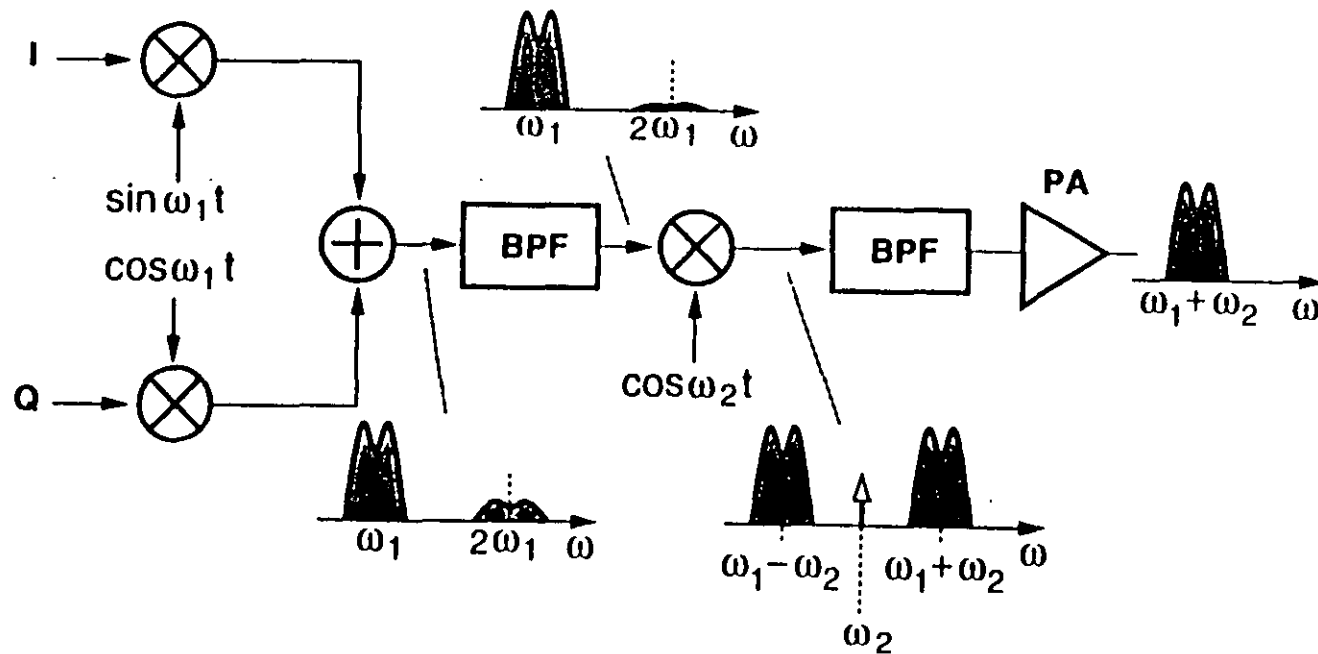 I
sin ω₁t
cos ω₁t
Q
ω₁ 2ω₁ ω
BPF
ω₁ 2ω₁ ω
cos ω₂t
BPF
PA
ω₁ + ω₂ ω
ω₁ − ω₂ ω₁ + ω₂ ω
ω₂